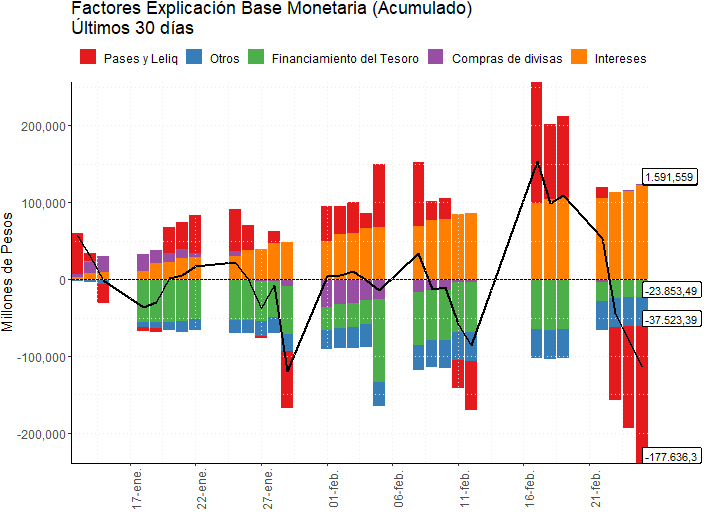 Factores Explicación Base Monetaria (Acumulado)
Últimos 30 días
Pases y Leliq Otros Financiamiento del Tesoro Compras de divisas Intereses
Millones de Pesos
200,000
100,000
0
-100,000
-200,000
1.591,559
-23.853,49
-37.523,39
-177.636,3
17-ene.
22-ene.
27-ene.
01-feb.
06-feb.
11-feb.
16-feb.
21-feb.